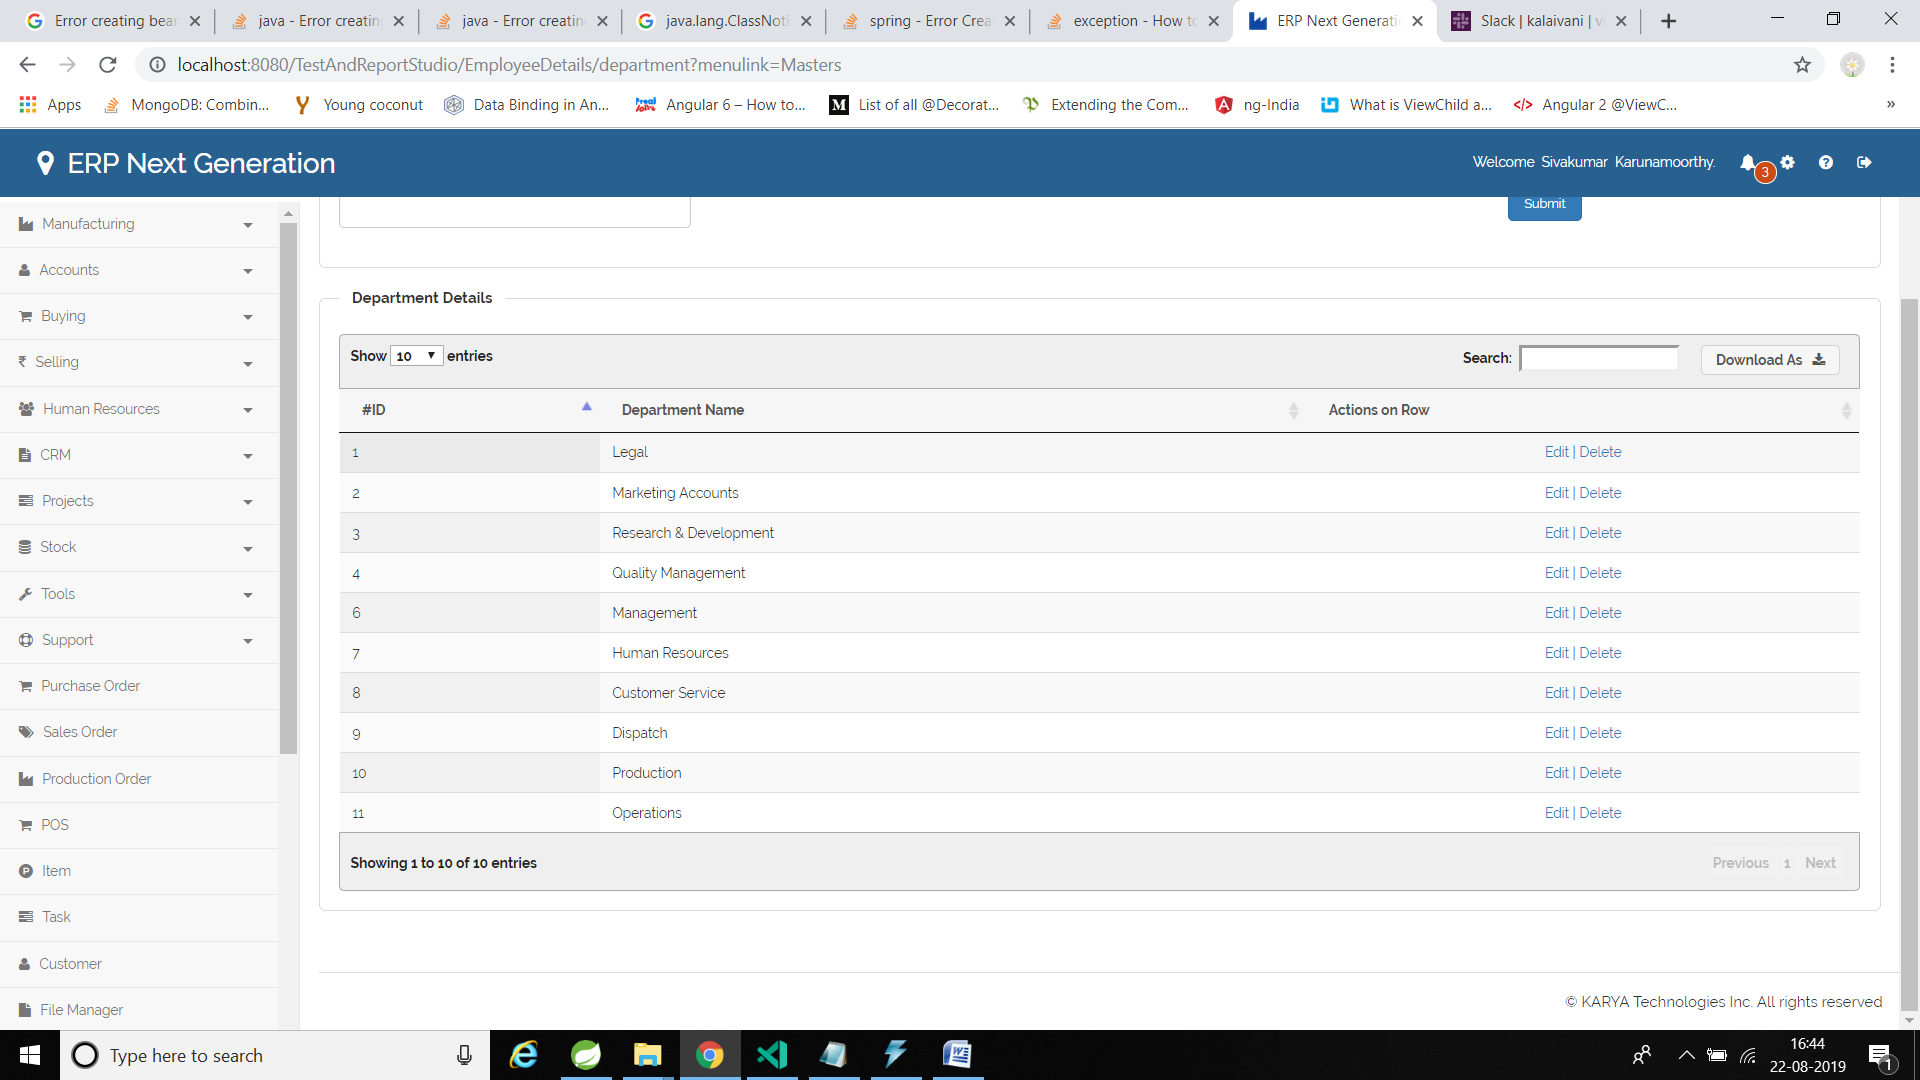 Error creating bear
java - Error creatin
java - Error creatin
java.lang.ClassNotF
spring - Error Crea
exception - How to
ERP Next Generatio
Slack | kalaivani | v
localhost:8080/TestAndReportStudio/EmployeeDetails/department?menulink=Masters
Apps
MongoDB: Combin...
Young coconut
Data Binding in An...
Angular 6 – How to...
List of all @Decorat...
Extending the Com...
ng-India
What is ViewChild a...
Angular 2 @ViewC...
»
ERP Next Generation
Welcome Sivakumar Karunamoorthy.
3
Manufacturing
Accounts
Buying
Selling
Human Resources
CRM
Projects
Stock
Tools
Support
Purchase Order
Sales Order
Production Order
POS
Item
Task
Customer
File Manager
Submit
Department Details
Show 10 entries
Search:
Download As
#ID Department Name Actions on Row
1 Legal Edit | Delete
2 Marketing Accounts Edit | Delete
3 Research & Development Edit | Delete
4 Quality Management Edit | Delete
6 Management Edit | Delete
7 Human Resources Edit | Delete
8 Customer Service Edit | Delete
9 Dispatch Edit | Delete
10 Production Edit | Delete
11 Operations Edit | Delete
Showing 1 to 10 of 10 entries
Previous 1 Next
© KARYA Technologies Inc. All rights reserved
Type here to search
16:44
22-08-2019
1